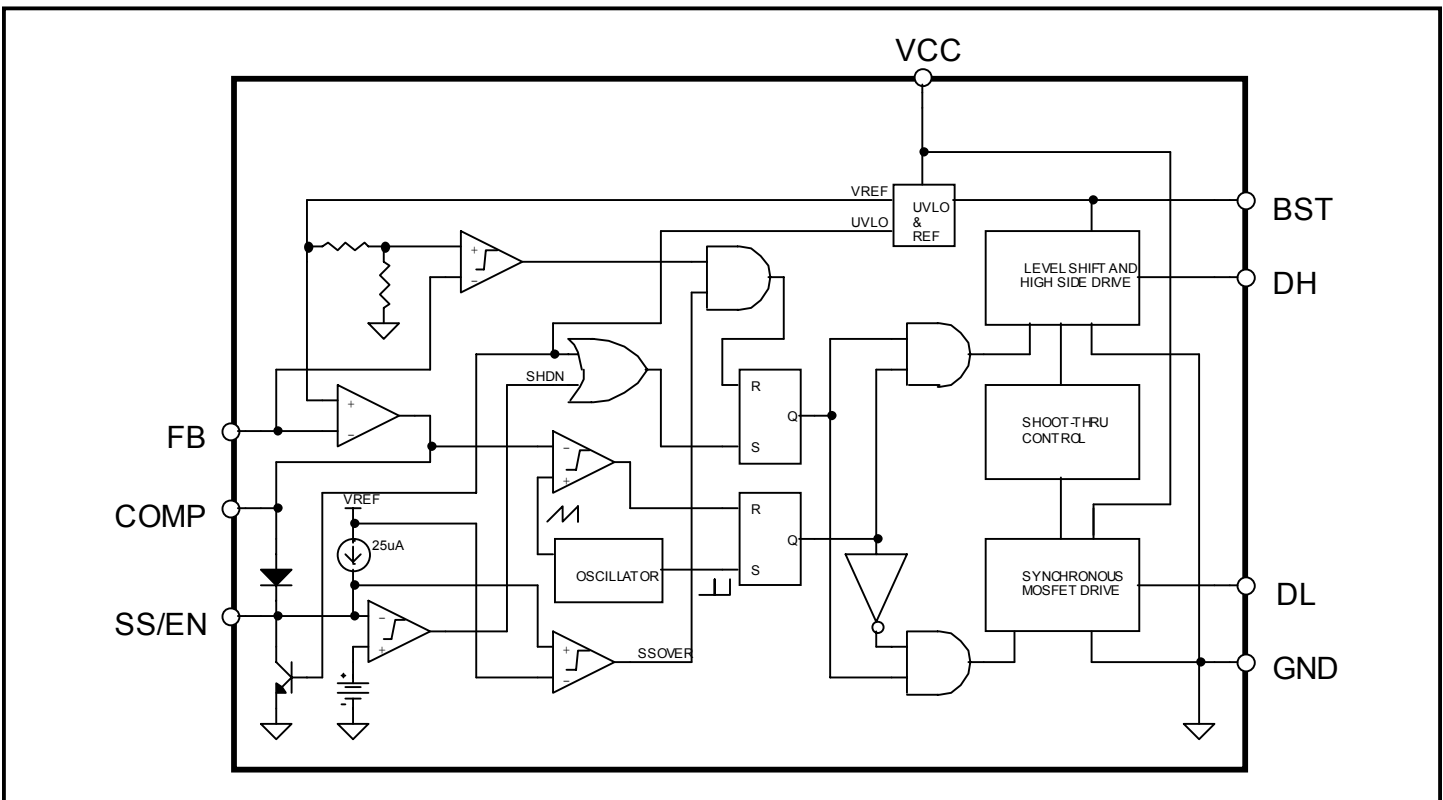 VCC
VREF
UVLO
UVLO
&
REF
BST
LEVEL SHIFT AND
HIGH SIDE DRIVE
DH
+
-
SHDN
R
Q
S
SHOOT-THRU
CONTROL
FB
+
-
COMP
VREF
25uA
-
+
R
Q
S
OSCILLATOR
SYNCHRONOUS
MOSFET DRIVE
DL
SS/EN
-
+
+
-
SSOVER
+
-
GND